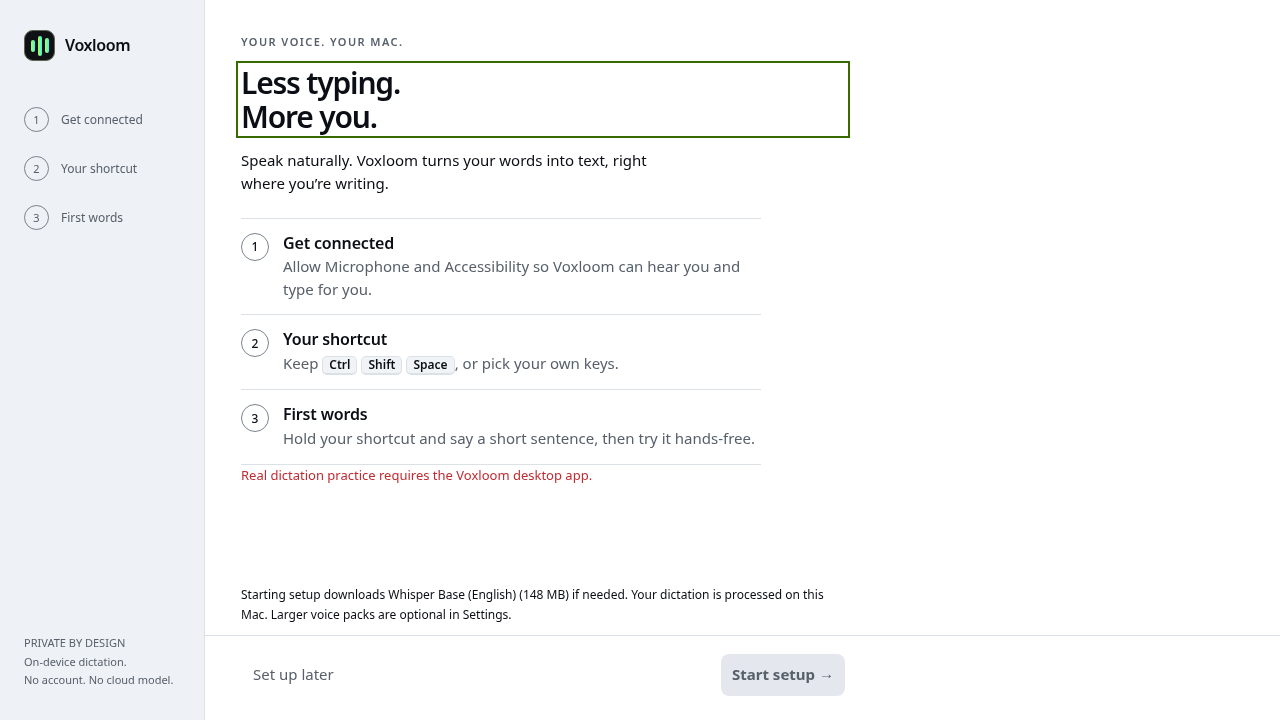 Voxloom
1 Get connected
2 Your shortcut
3 First words
PRIVATE BY DESIGN
On-device dictation.
No account. No cloud model.
YOUR VOICE. YOUR MAC.
Less typing.
More you.
Speak naturally. Voxloom turns your words into text, right
where you’re writing.
1 Get connected
Allow Microphone and Accessibility so Voxloom can hear you and
type for you.
2 Your shortcut
Keep Ctrl Shift Space, or pick your own keys.
3 First words
Hold your shortcut and say a short sentence, then try it hands-free.
Real dictation practice requires the Voxloom desktop app.
Starting setup downloads Whisper Base (English) (148 MB) if needed. Your dictation is processed on this
Mac. Larger voice packs are optional in Settings.
Set up later
Start setup →